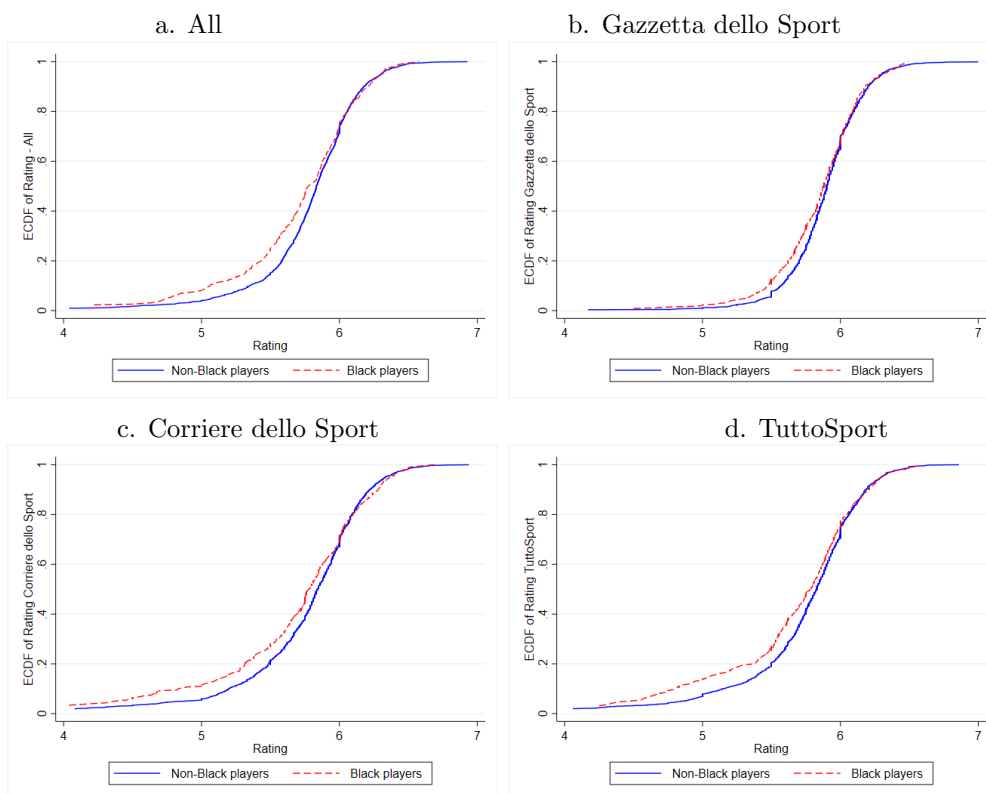 a. All
ECDF of Rating - All
0 .2 .4 .6 .8 1
4 5 6 7
Rating
Non-Black players Black players
b. Gazzetta dello Sport
ECDF of Rating Gazzetta dello Sport
0 .2 .4 .6 .8 1
4 5 6 7
Rating
Non-Black players Black players
c. Corriere dello Sport
ECDF of Rating Corriere dello Sport
0 .2 .4 .6 .8 1
4 5 6 7
Rating
Non-Black players Black players
d. TuttoSport
ECDF of Rating TuttoSport
0 .2 .4 .6 .8 1
4 5 6 7
Rating
Non-Black players Black players